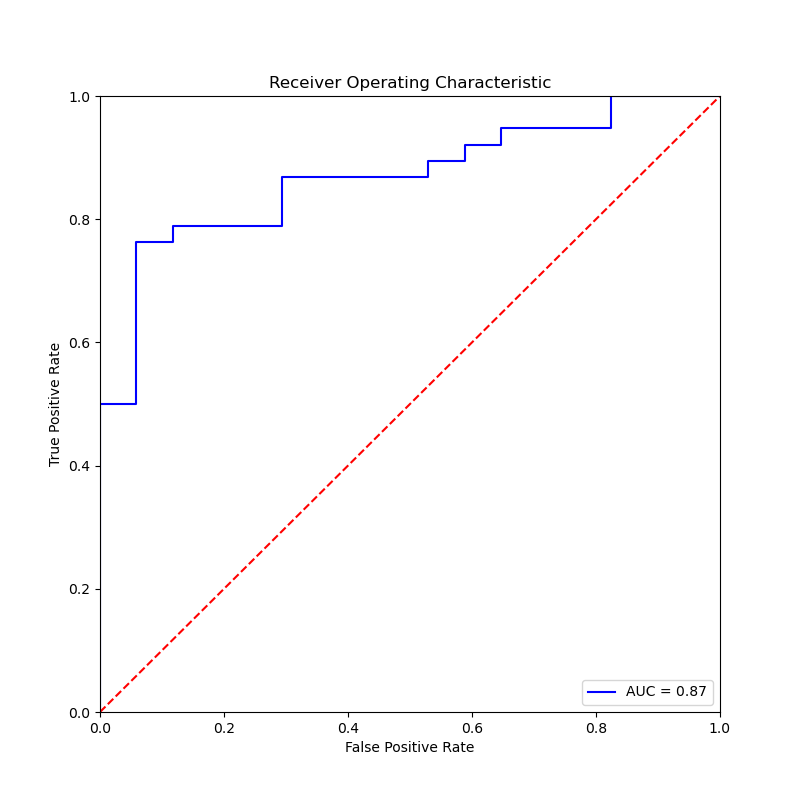 Receiver Operating Characteristic
1.0
0.8
0.6
0.4
0.2
0.0
True Positive Rate
AUC = 0.87
0.0 0.2 0.4 0.6 0.8 1.0
False Positive Rate